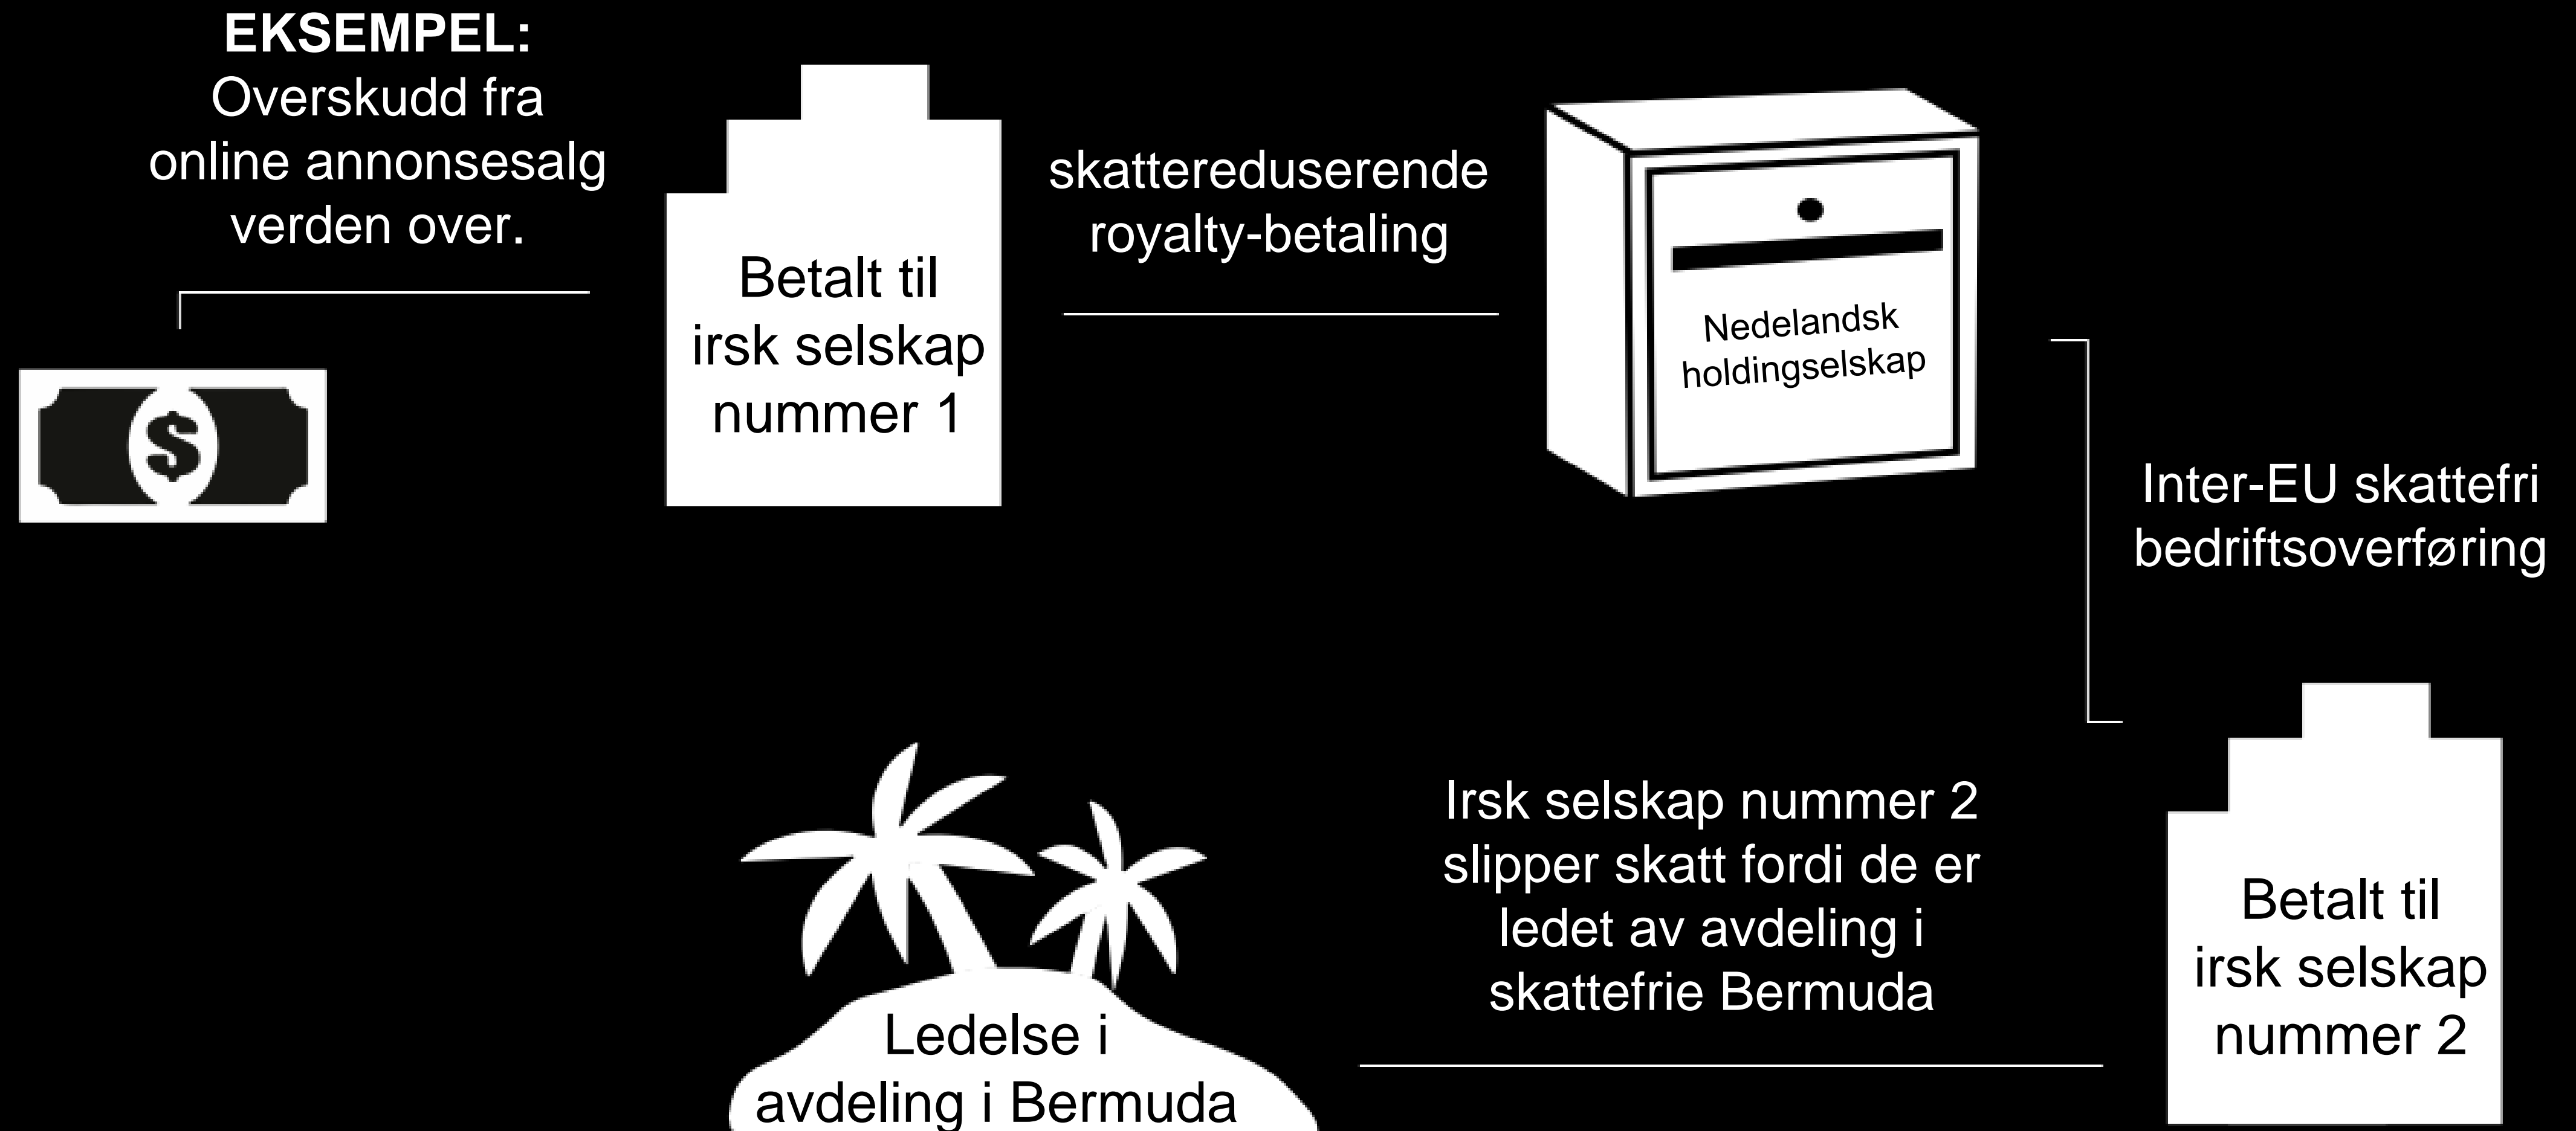 EKSEMPEL:
Overskudd fra
online annonsesalg
verden over.
$
Betalt til
irsk selskap
nummer 1
skattereduserende
royalty-betaling
Nedelandsk
holdingselskap
Inter-EU skattefri
bedriftsoverføring
Betalt til
irsk selskap
nummer 2
Irsk selskap nummer 2
slipper skatt fordi de er
ledet av avdeling i
skattefrie Bermuda
Ledelse i
avdeling i Bermuda